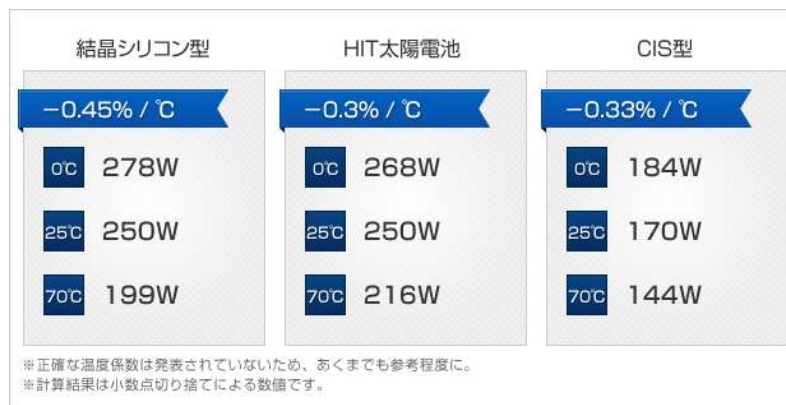 結晶シリコン型
−0.45% / ℃
0℃ 278W
25℃ 250W
70℃ 199W
HIT太陽電池
−0.3% / ℃
0℃ 268W
25℃ 250W
70℃ 216W
CIS型
−0.33% / ℃
0℃ 184W
25℃ 170W
70℃ 144W
※正確な温度係数は発表されていないため、あくまでも参考程度に。
※計算結果は小数点切り捨てによる数値です。